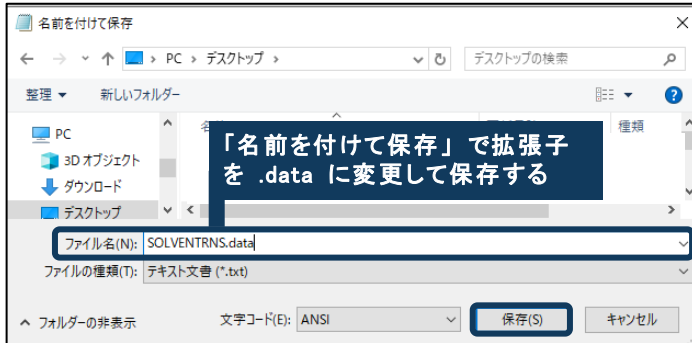 名前を付けて保存
PC > デスクトップ >
デスクトップの検索
整理
新しいフォルダー
PC
3D オブジェクト
ダウンロード
デスクトップ
種類
「名前を付けて保存」で拡張子
を .data に変更して保存する
ファイル名(N): SOLVENTRNS.data
ファイルの種類(T): テキスト文書 (*.txt)
フォルダーの非表示
文字コード(E): ANSI
保存(S)
キャンセル